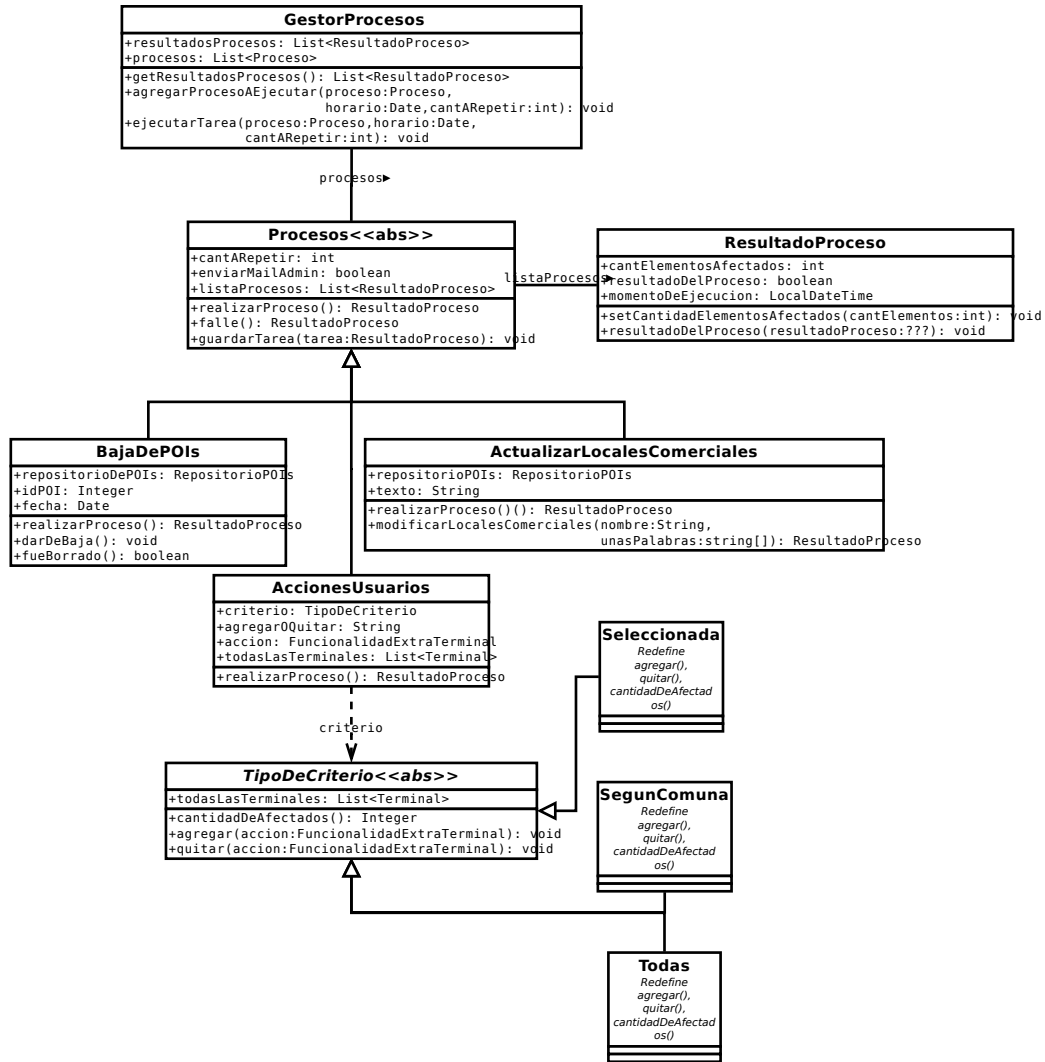 GestorProcesos
+resultadosProcesos: List<ResultadoProceso>
+procesos: List<Proceso>
+getResultadosProcesos(): List<ResultadoProceso>
+agregarProcesoAEjecutar(proceso:Proceso,
horario:Date,cantARepetir:int): void
+ejecutarTarea(proceso:Proceso,horario:Date,
cantARepetir:int): void
procesos
Procesos<<abs>>
+cantARepetir: int
+enviarMailAdmin: boolean
+listaProcesos: List<ResultadoProceso>
+realizarProceso(): ResultadoProceso
+falle(): ResultadoProceso
+guardarTarea(tarea:ResultadoProceso): void
listaProcesos
ResultadoProceso
+cantElementosAfectados: int
+resultadoDelProceso: boolean
+momentoDeEjecucion: LocalDateTime
+setCantidadElementosAfectados(cantElementos:int): void
+resultadoDelProceso(resultadoProceso:???): void
BajaDePOIs
+repositorioDePOIs: RepositorioPOIs
+idPOI: Integer
+fecha: Date
+realizarProceso(): ResultadoProceso
+darDeBaja(): void
+fueBorrado(): boolean
ActualizarLocalesComerciales
+repositorioPOIs: RepositorioPOIs
+texto: String
+realizarProceso()(): ResultadoProceso
+modificarLocalesComerciales(nombre:String,
unasPalabras:string[]): ResultadoProceso
AccionesUsuarios
+criterio: TipoDeCriterio
+agregarOQuitar: String
+accion: FuncionalidadExtraTerminal
+todasLasTerminales: List<Terminal>
+realizarProceso(): ResultadoProceso
criterio
TipoDeCriterio<<abs>>
+todasLasTerminales: List<Terminal>
+cantidadDeAfectados(): Integer
+agregar(accion:FuncionalidadExtraTerminal): void
+quitar(accion:FuncionalidadExtraTerminal): void
Seleccionada
Redefine
agregar(),
quitar(),
cantidadDeAfectad
os()
SegunComuna
Redefine
agregar(),
quitar(),
cantidadDeAfectad
os()
Todas
Redefine
agregar(),
quitar(),
cantidadDeAfectad
os()